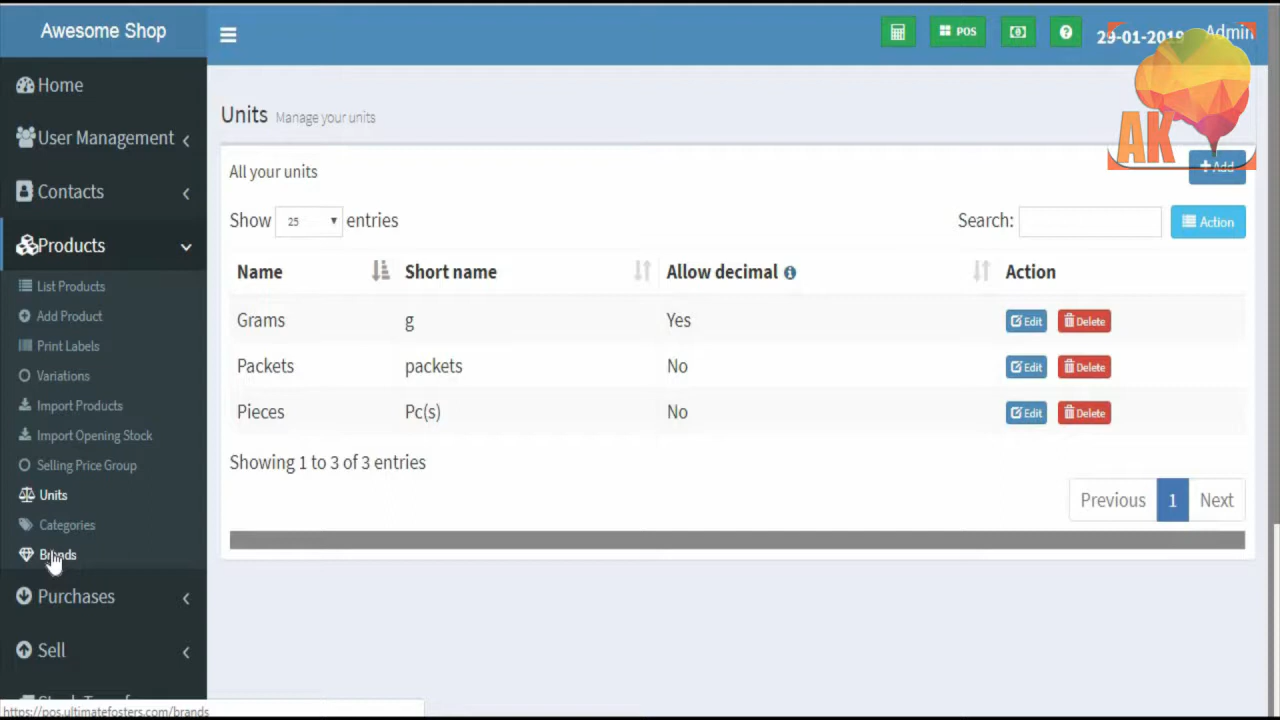 Awesome Shop
POS
29-01-2019
Admin
AK
Home
User Management
Contacts
Products
List Products
Add Product
Print Labels
Variations
Import Products
Import Opening Stock
Selling Price Group
Units
Categories
Brands
Purchases
Sell
https://pos.ultimatefosters.com/brands
Units Manage your units
All your units
+ Add
Show 25 entries
Search:
Action
Name Short name Allow decimal Action
Grams g Yes Edit Delete
Packets packets No Edit Delete
Pieces Pc(s) No Edit Delete
Showing 1 to 3 of 3 entries
Previous 1 Next